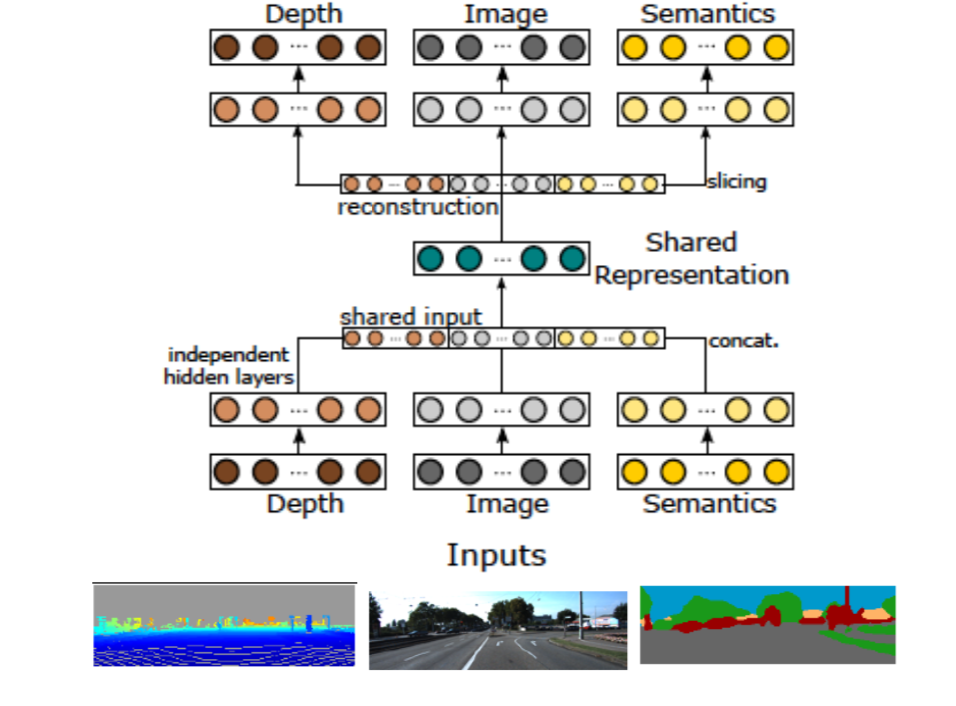 Depth Image Semantics
slicing
reconstruction
Shared
Representation
shared input
concat.
independent
hidden layers
Depth Image Semantics
Inputs